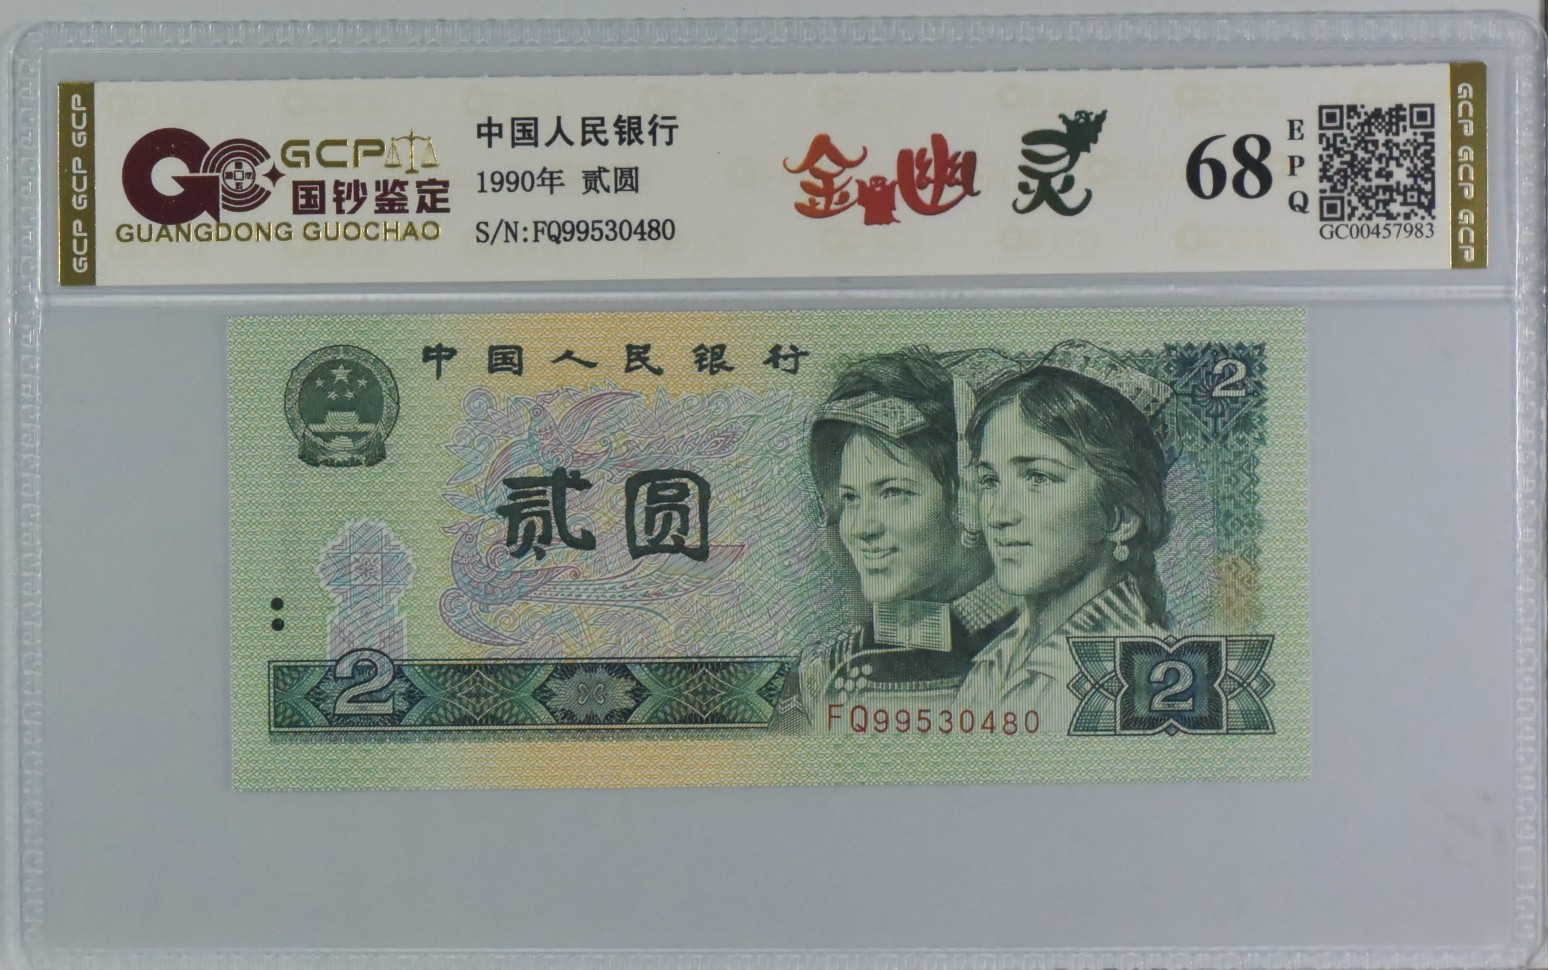 GCP GCP GCP
GCP
国钞鉴定
GUANGDONG GUOCHAO
中国人民银行
1990年 贰圆
S/N:FQ99530480
金幽灵
68
EPQ
GC00457983
GCP GCP GCP
中国人民银行
2
贰圆
2
FQ99530480
2